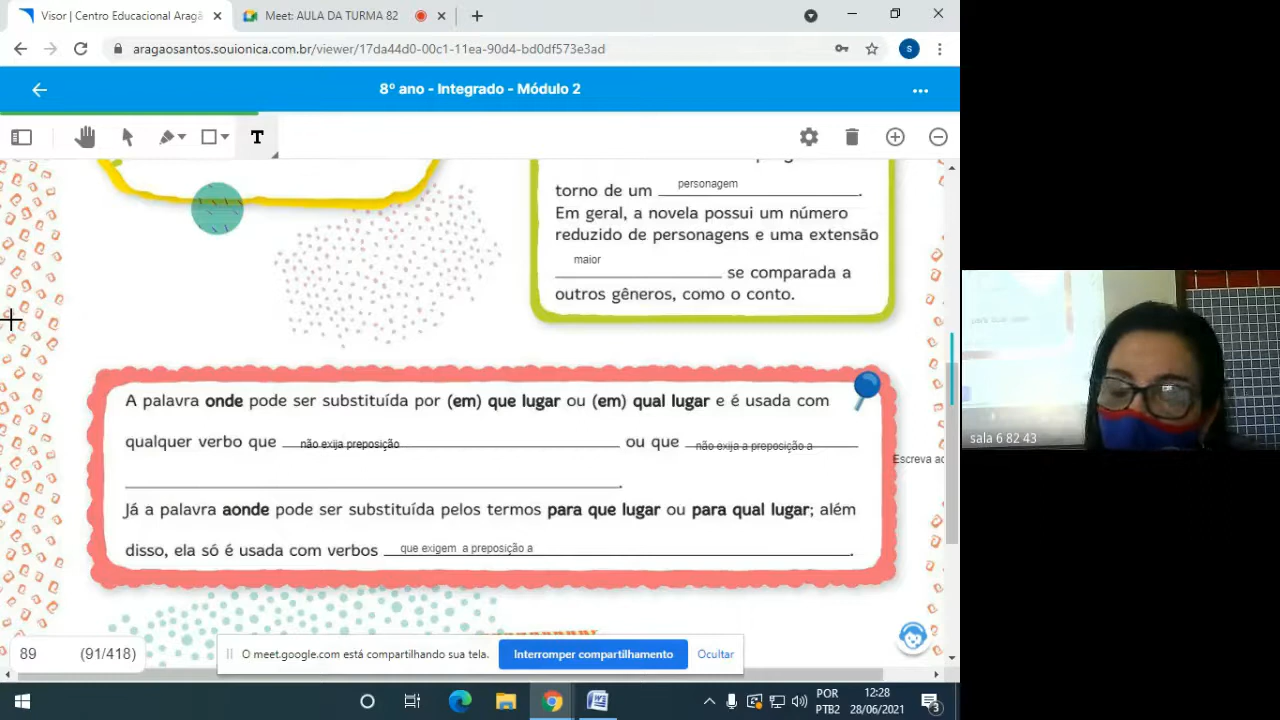 Visor | Centro Educacional Aragã
Meet: AULA DA TURMA 82
aragaosantos.souionica.com.br/viewer/17da44d0-00c1-11ea-90d4-bd0df573e3ad
S
8º ano - Integrado - Módulo 2
T
torno de um personagem.
Em geral, a novela possui um número
reduzido de personagens e uma extensão
maior se comparada a
outros gêneros, como o conto.
A palavra onde pode ser substituída por (em) que lugar ou (em) qual lugar e é usada com
qualquer verbo que não exija preposição ou que não exija a preposição a
.
Escreva ac
Já a palavra aonde pode ser substituída pelos termos para que lugar ou para qual lugar; além
disso, ela só é usada com verbos que exigem a preposição a.
89 (91/418)
O meet.google.com está compartilhando sua tela. Interromper compartilhamento Ocultar
POR
PTB2
12:28
28/06/2021
3
sala 6 82 43